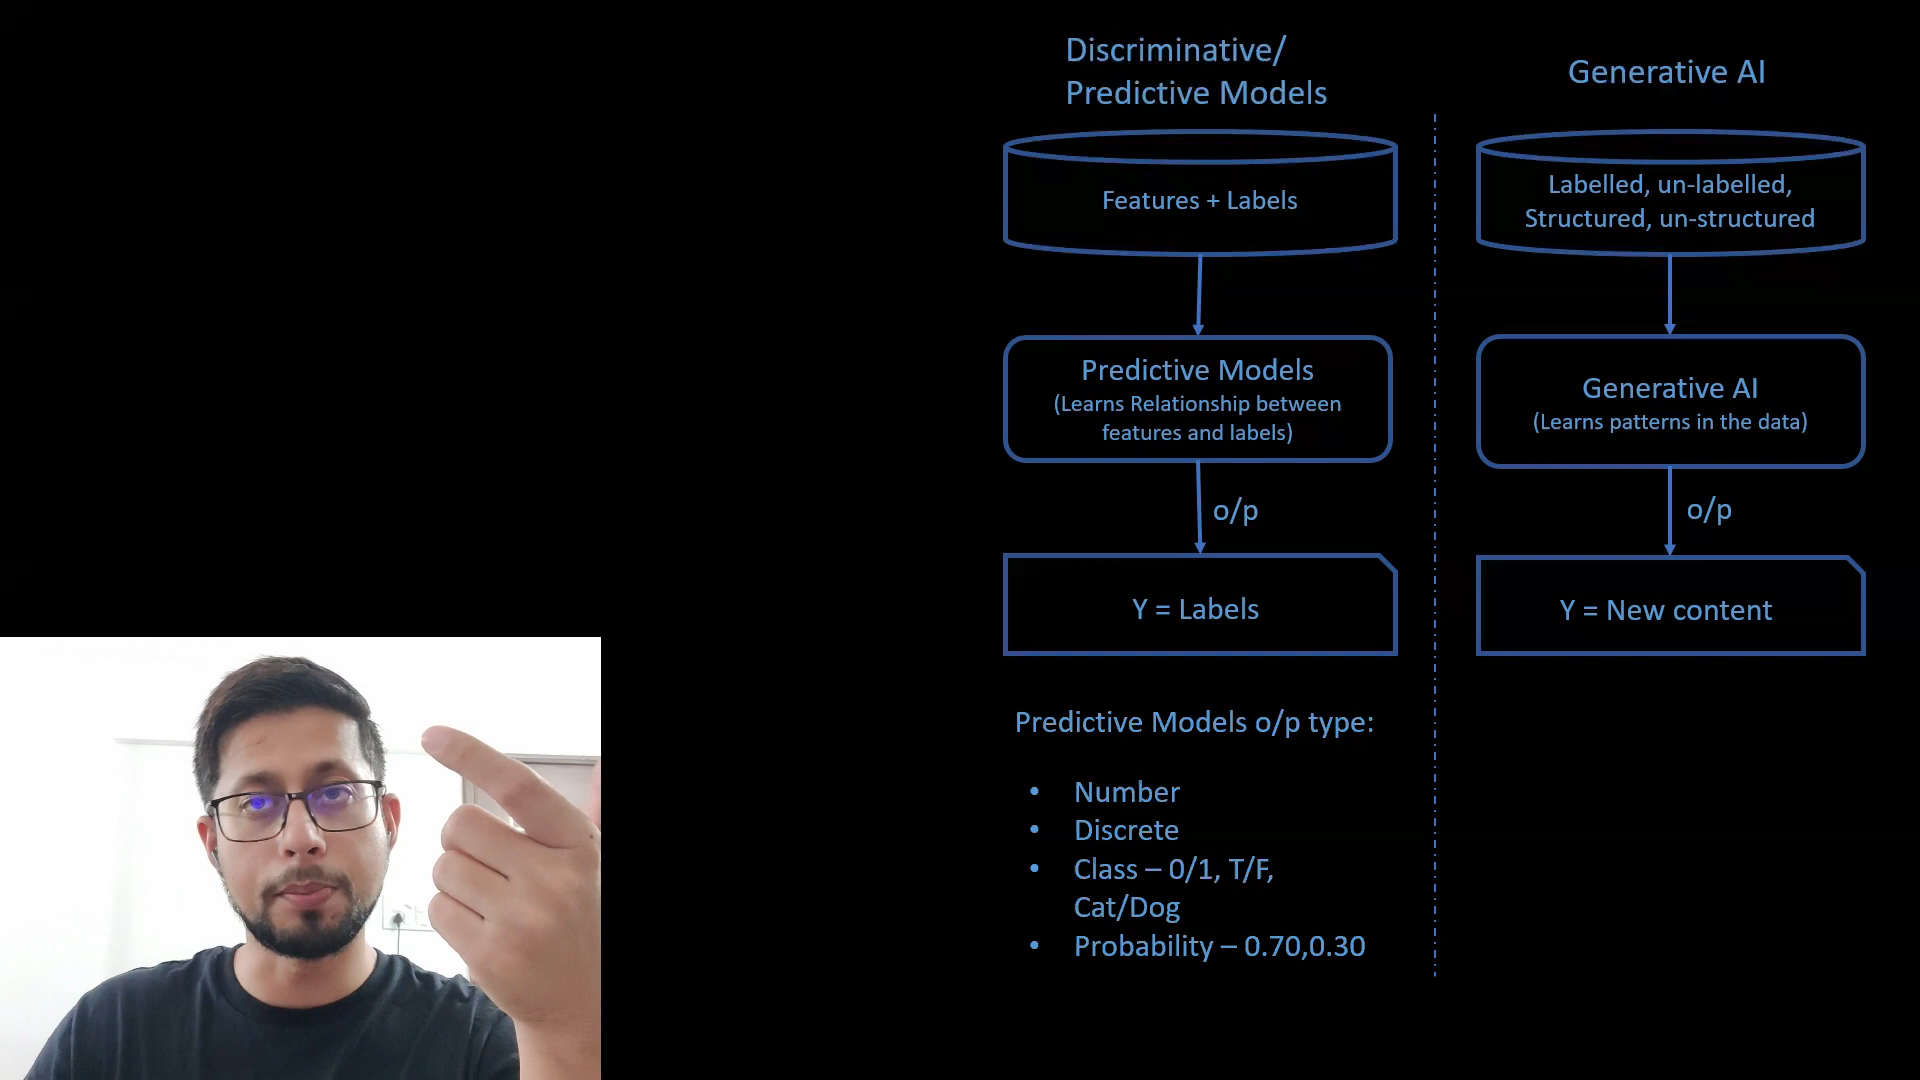 Discriminative/
Predictive Models
Features + Labels
Predictive Models
(Learns Relationship between
features and labels)
o/p
Y = Labels
Predictive Models o/p type:
• Number
• Discrete
• Class – 0/1, T/F,
Cat/Dog
• Probability – 0.70,0.30
Generative AI
Labelled, un-labelled,
Structured, un-structured
Generative AI
(Learns patterns in the data)
o/p
Y = New content